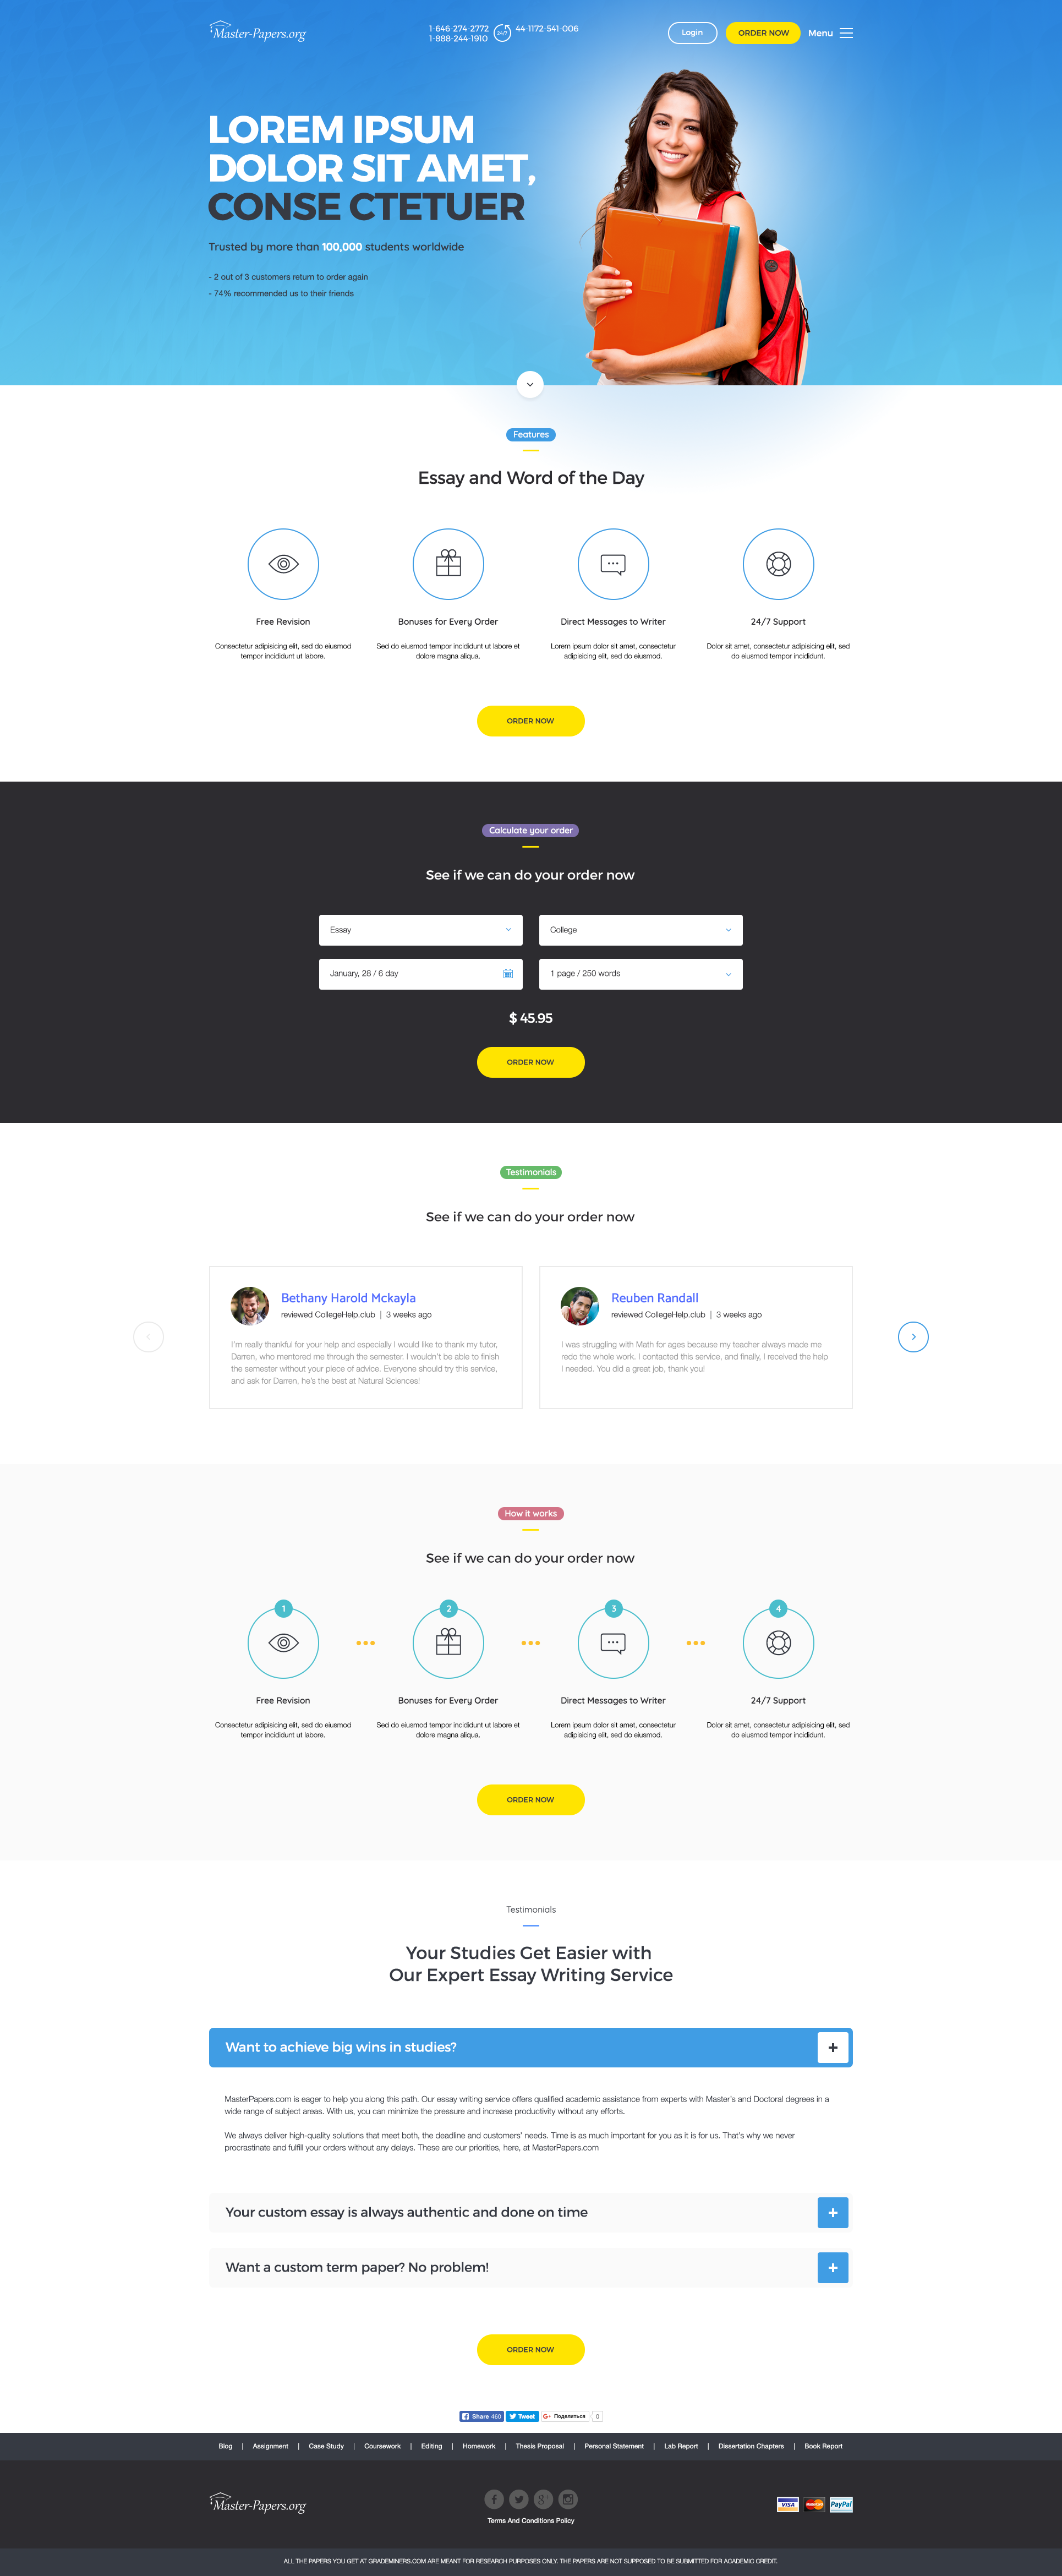 Master-Papers.org
1-646-274-2772
1-888-244-1910
24/7
44-1172-541-006
Login
ORDER NOW
Menu
LOREM IPSUM
DOLOR SIT AMET,
CONSE CTETUER
Trusted by more than 100,000 students worldwide
- 2 out of 3 customers return to order again
- 74% recommended us to their friends
Features
Essay and Word of the Day
Free Revision
Consectetur adipisicing elit, sed do eiusmod
tempor incididunt ut labore.
Bonuses for Every Order
Sed do eiusmod tempor incididunt ut labore et
dolore magna aliqua.
Direct Messages to Writer
Lorem ipsum dolor sit amet, consectetur
adipisicing elit, sed do eiusmod.
24/7 Support
Dolor sit amet, consectetur adipisicing elit, sed
do eiusmod tempor incididunt.
ORDER NOW
Calculate your order
See if we can do your order now
Essay
College
January, 28 / 6 day
1 page / 250 words
$ 45.95
ORDER NOW
Testimonials
See if we can do your order now
Bethany Harold Mckayla
reviewed CollegeHelp.club | 3 weeks ago
I'm really thankful for your help and especially I would like to thank my tutor,
Darren, who mentored me through the semester. I wouldn't be able to finish
the semester without your piece of advice. Everyone should try this service,
and ask for Darren, he's the best at Natural Sciences!
Reuben Randall
reviewed CollegeHelp.club | 3 weeks ago
I was struggling with Math for ages because my teacher always made me
redo the whole work. I contacted this service, and finally, I received the help
I needed. You did a great job, thank you!
How it works
See if we can do your order now
1
2
3
4
Free Revision
Consectetur adipisicing elit, sed do eiusmod
tempor incididunt ut labore.
Bonuses for Every Order
Sed do eiusmod tempor incididunt ut labore et
dolore magna aliqua.
Direct Messages to Writer
Lorem ipsum dolor sit amet, consectetur
adipisicing elit, sed do eiusmod.
24/7 Support
Dolor sit amet, consectetur adipisicing elit, sed
do eiusmod tempor incididunt.
ORDER NOW
Testimonials
Your Studies Get Easier with
Our Expert Essay Writing Service
Want to achieve big wins in studies?
MasterPapers.com is eager to help you along this path. Our essay writing service offers qualified academic assistance from experts with Master's and Doctoral degrees in a
wide range of subject areas. With us, you can minimize the pressure and increase productivity without any efforts.
We always deliver high-quality solutions that meet both, the deadline and customers' needs. Time is as much important for you as it is for us. That's why we never
procrastinate and fulfill your orders without any delays. These are our priorities, here, at MasterPapers.com
Your custom essay is always authentic and done on time
Want a custom term paper? No problem!
ORDER NOW
Share 460
Tweet
G+ Поделиться
0
Blog | Assignment | Case Study | Coursework | Editing | Homework | Thesis Proposal | Personal Statement | Lab Report | Dissertation Chapters | Book Report
Master-Papers.org
Terms And Conditions Policy
VISA
MasterCard
PayPal
ALL THE PAPERS YOU GET AT GRADEMINERS.COM ARE MEANT FOR RESEARCH PURPOSES ONLY. THE PAPERS ARE NOT SUPPOSED TO BE SUBMITTED FOR ACADEMIC CREDIT.